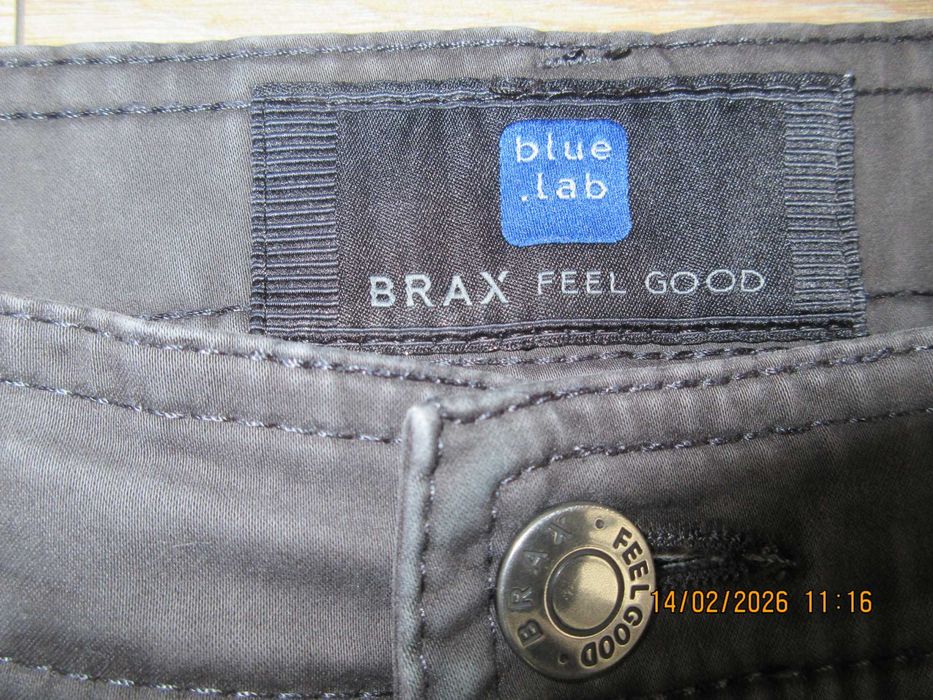 blue
.lab
BRAX FEEL GOOD
BRAX • FEEL GOOD •
14/02/2026 11:16